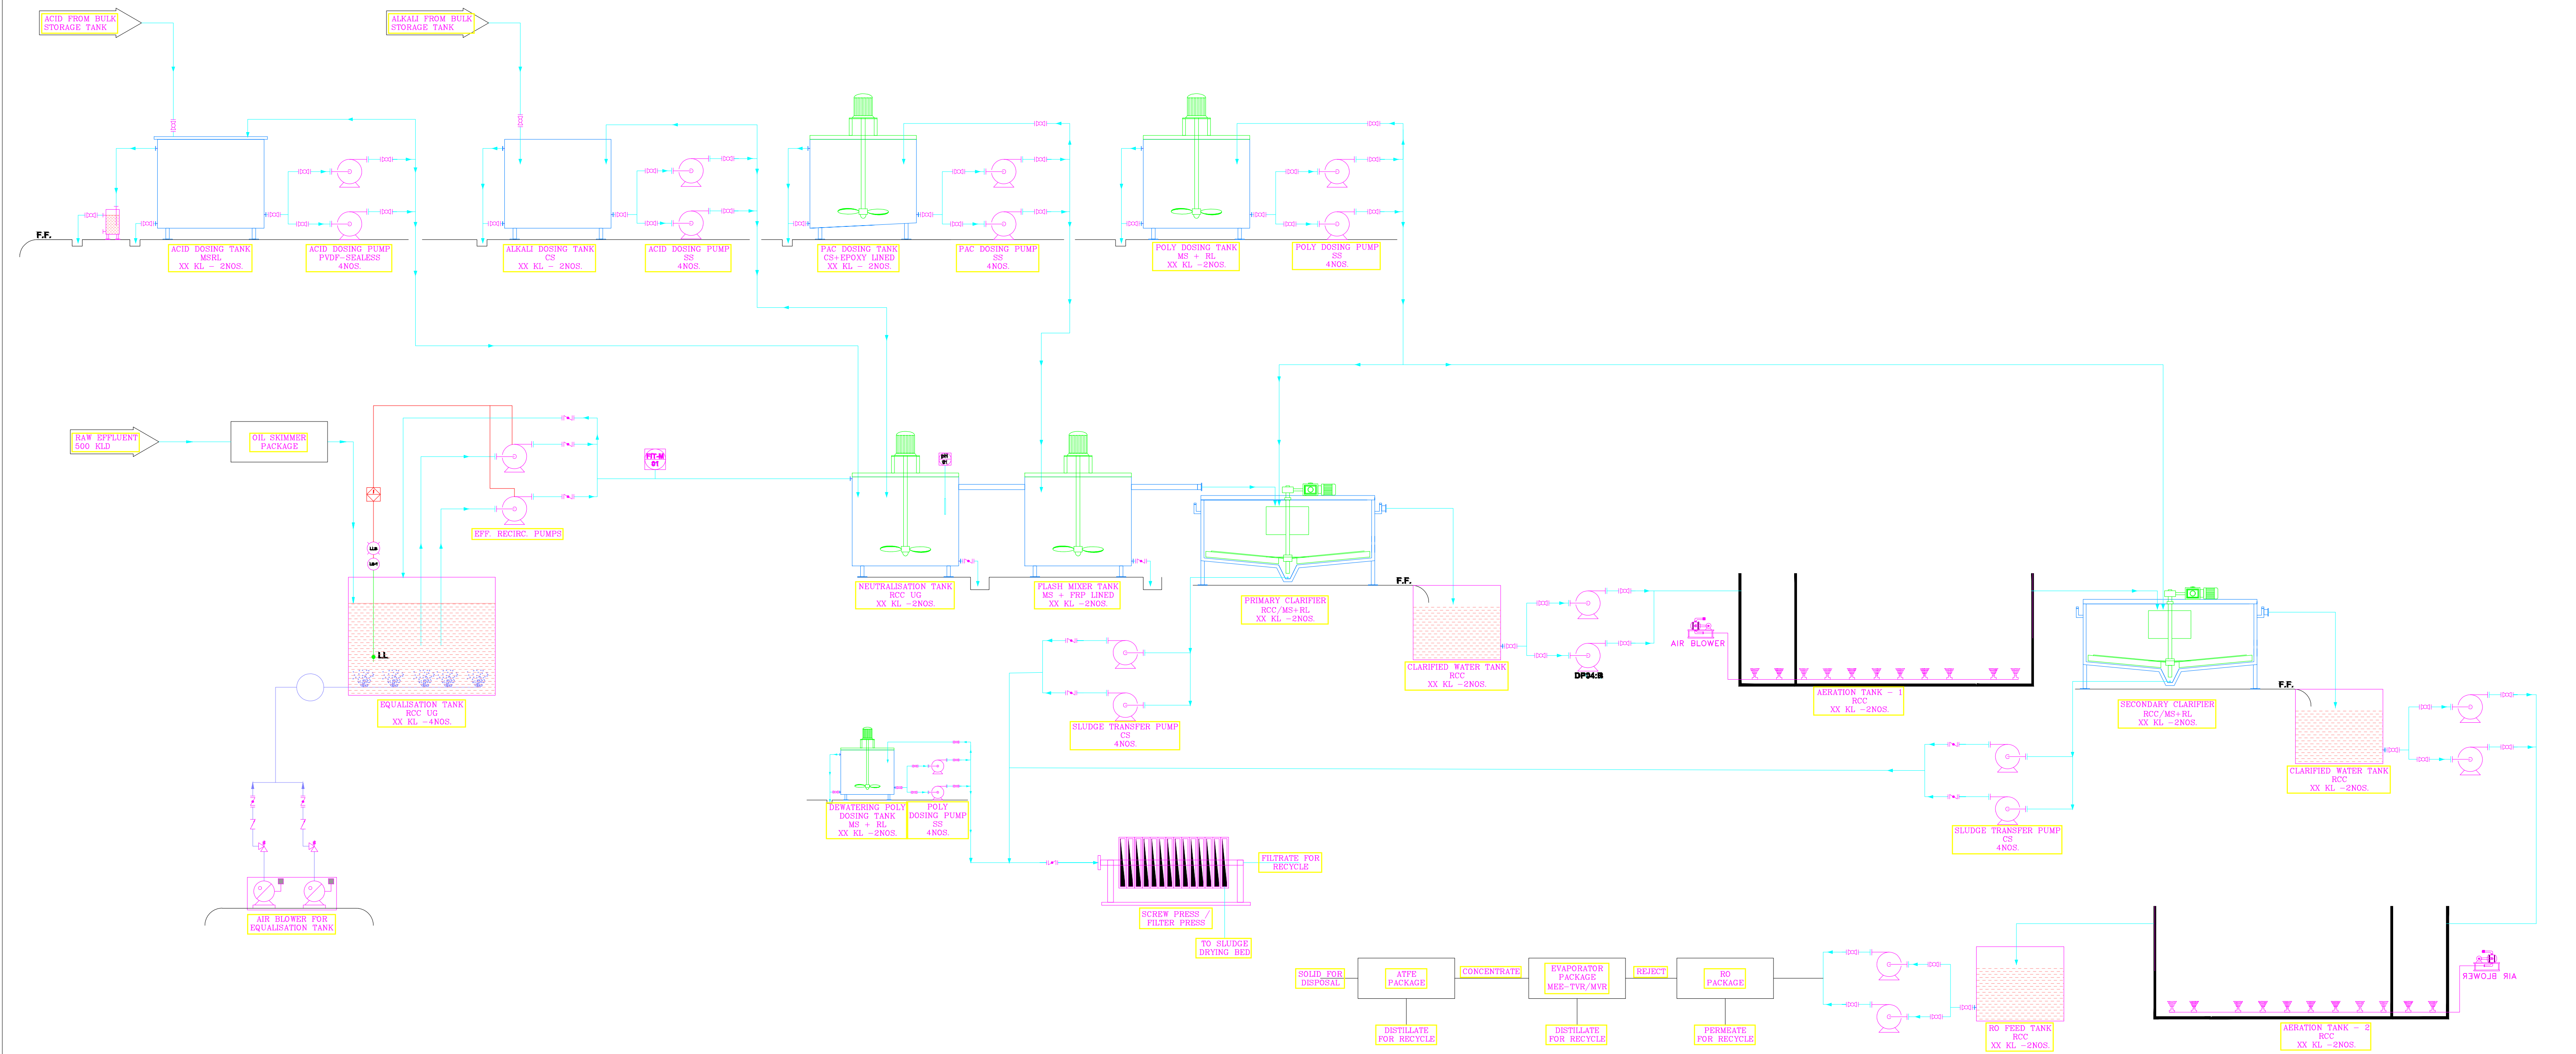 ACID FROM BULK
STORAGE TANK
ALKALI FROM BULK
STORAGE TANK
F.F.
ACID DOSING TANK
MSRL
XX KL - 2NOS.
ACID DOSING PUMP
PVDF-SEALESS
4NOS.
ALKALI DOSING TANK
CS
XX KL - 2NOS.
ACID DOSING PUMP
SS
4NOS.
PAC DOSING TANK
CS+EPOXY LINED
XX KL - 2NOS.
PAC DOSING PUMP
SS
4NOS.
POLY DOSING TANK
MS + RL
XX KL -2NOS.
POLY DOSING PUMP
SS
4NOS.
RAW EFFLUENT
500 KLD
OIL SKIMMER
PACKAGE
EFF. RECIRC. PUMPS
LL
EQUALISATION TANK
RCC UG
XX KL -4NOS.
AIR BLOWER FOR
EQUALISATION TANK
01
pH
01
NEUTRALISATION TANK
RCC UG
XX KL -2NOS.
FLASH MIXER TANK
MS + FRP LINED
XX KL -2NOS.
PRIMARY CLARIFIER
RCC/MS+RL
XX KL -2NOS.
F.F.
CLARIFIED WATER TANK
RCC
XX KL -2NOS.
AIR BLOWER
AERATION TANK - 1
RCC
XX KL -2NOS.
SECONDARY CLARIFIER
RCC/MS+RL
XX KL -2NOS.
F.F.
CLARIFIED WATER TANK
RCC
XX KL -2NOS.
SLUDGE TRANSFER PUMP
CS
4NOS.
SLUDGE TRANSFER PUMP
CS
4NOS.
DEWATERING POLY
DOSING TANK
MS + RL
XX KL -2NOS.
POLY
DOSING PUMP
SS
4NOS.
FILTRATE FOR
RECYCLE
SCREW PRESS /
FILTER PRESS
TO SLUDGE
DRYING BED
SOLID FOR
DISPOSAL
ATFE
PACKAGE
CONCENTRATE
EVAPORATOR
PACKAGE
MEE-TVR/MVR
REJECT
RO
PACKAGE
DISTILLATE
FOR RECYCLE
DISTILLATE
FOR RECYCLE
PERMEATE
FOR RECYCLE
RO FEED TANK
RCC
XX KL -2NOS.
AERATION TANK - 2
RCC
XX KL -2NOS.
AIR BLOWER